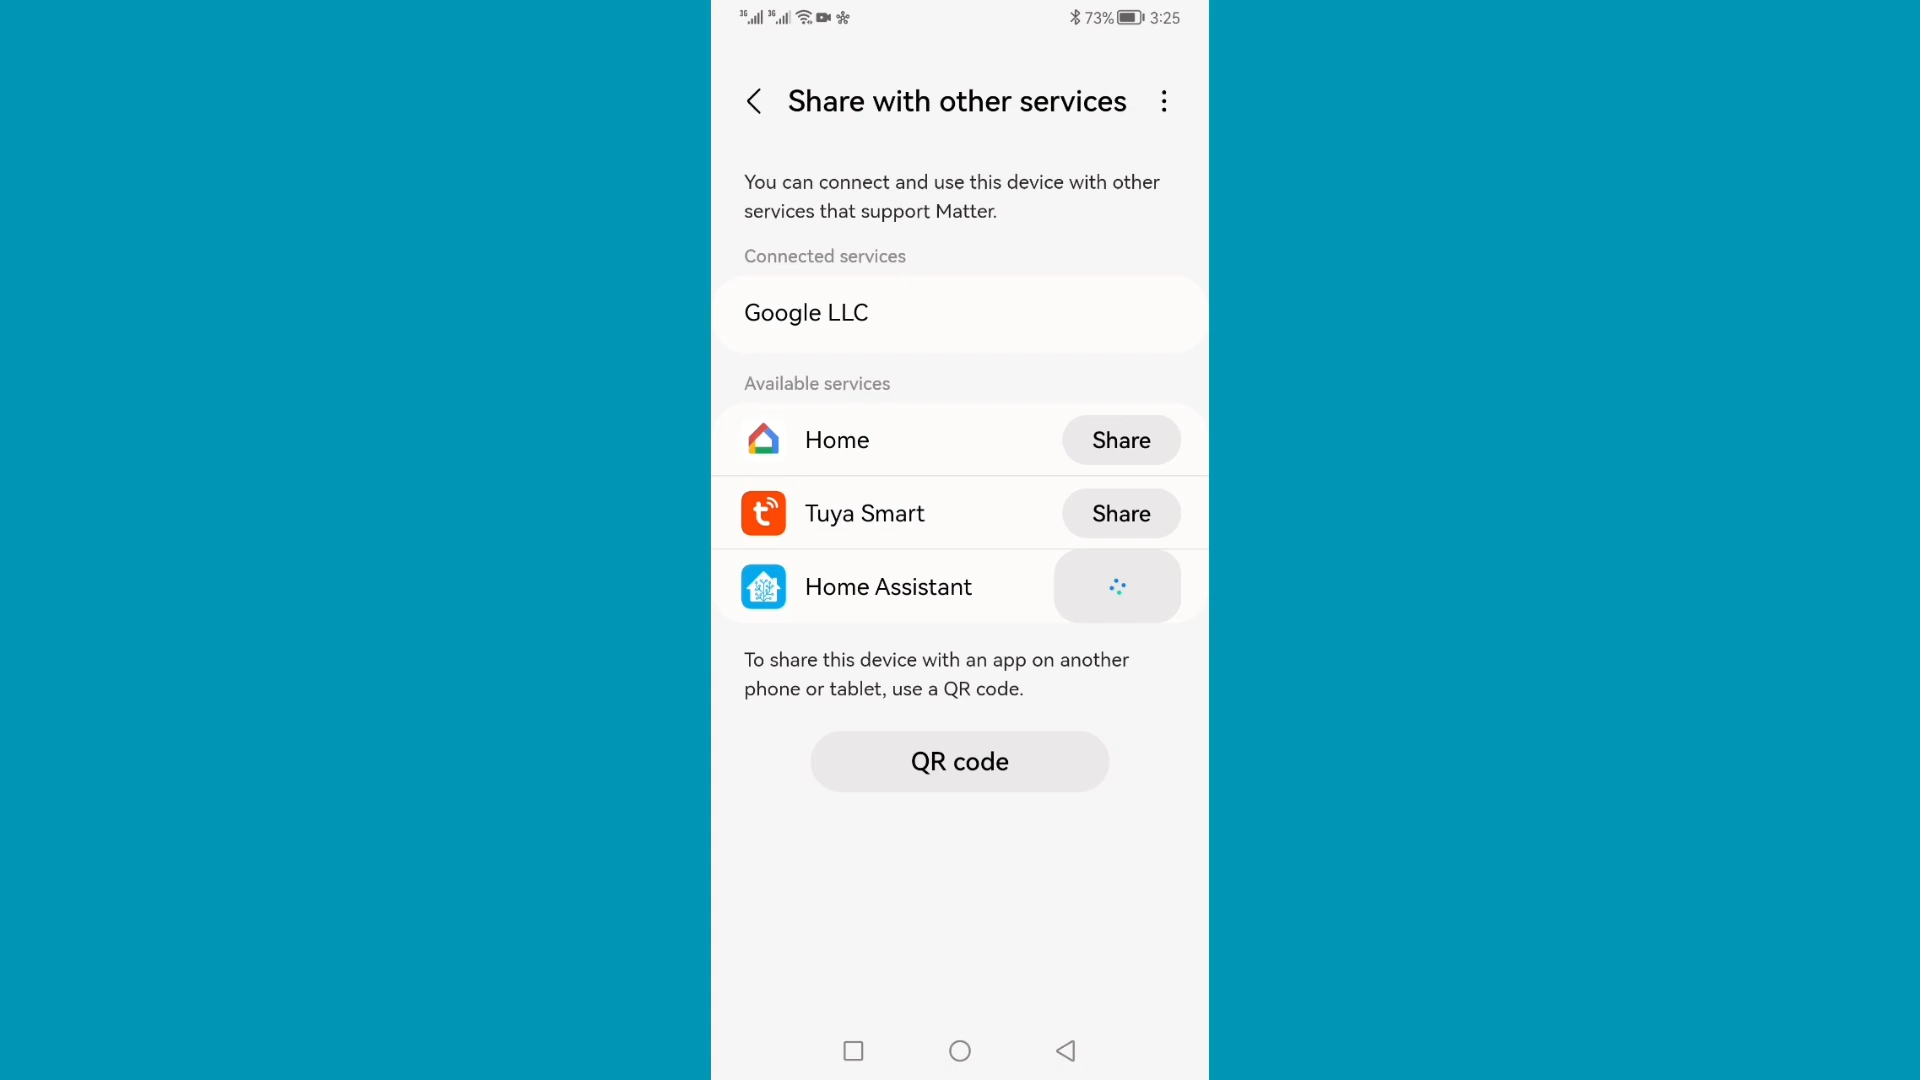 3G 3G 73% 3:25
Share with other services
You can connect and use this device with other
services that support Matter.
Connected services
Google LLC
Available services
Home Share
Tuya Smart Share
Home Assistant
To share this device with an app on another
phone or tablet, use a QR code.
QR code